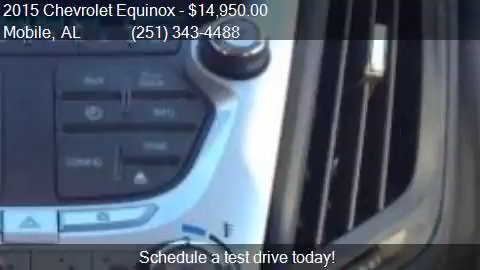 2015 Chevrolet Equinox - $14,950.00
Mobile, AL (251) 343-4488
AUX
INFO
CONFIG
TONE
Schedule a test drive today!